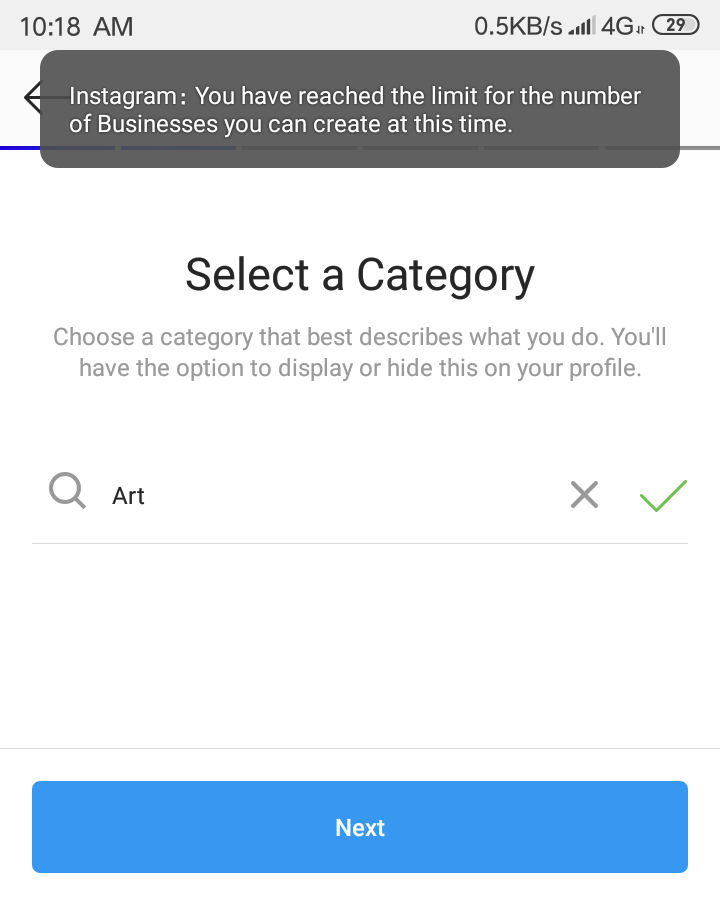 10:18 AM 0.5KB/s 4G 29
Instagram: You have reached the limit for the number
of Businesses you can create at this time.
Select a Category
Choose a category that best describes what you do. You'll
have the option to display or hide this on your profile.
Art
Next